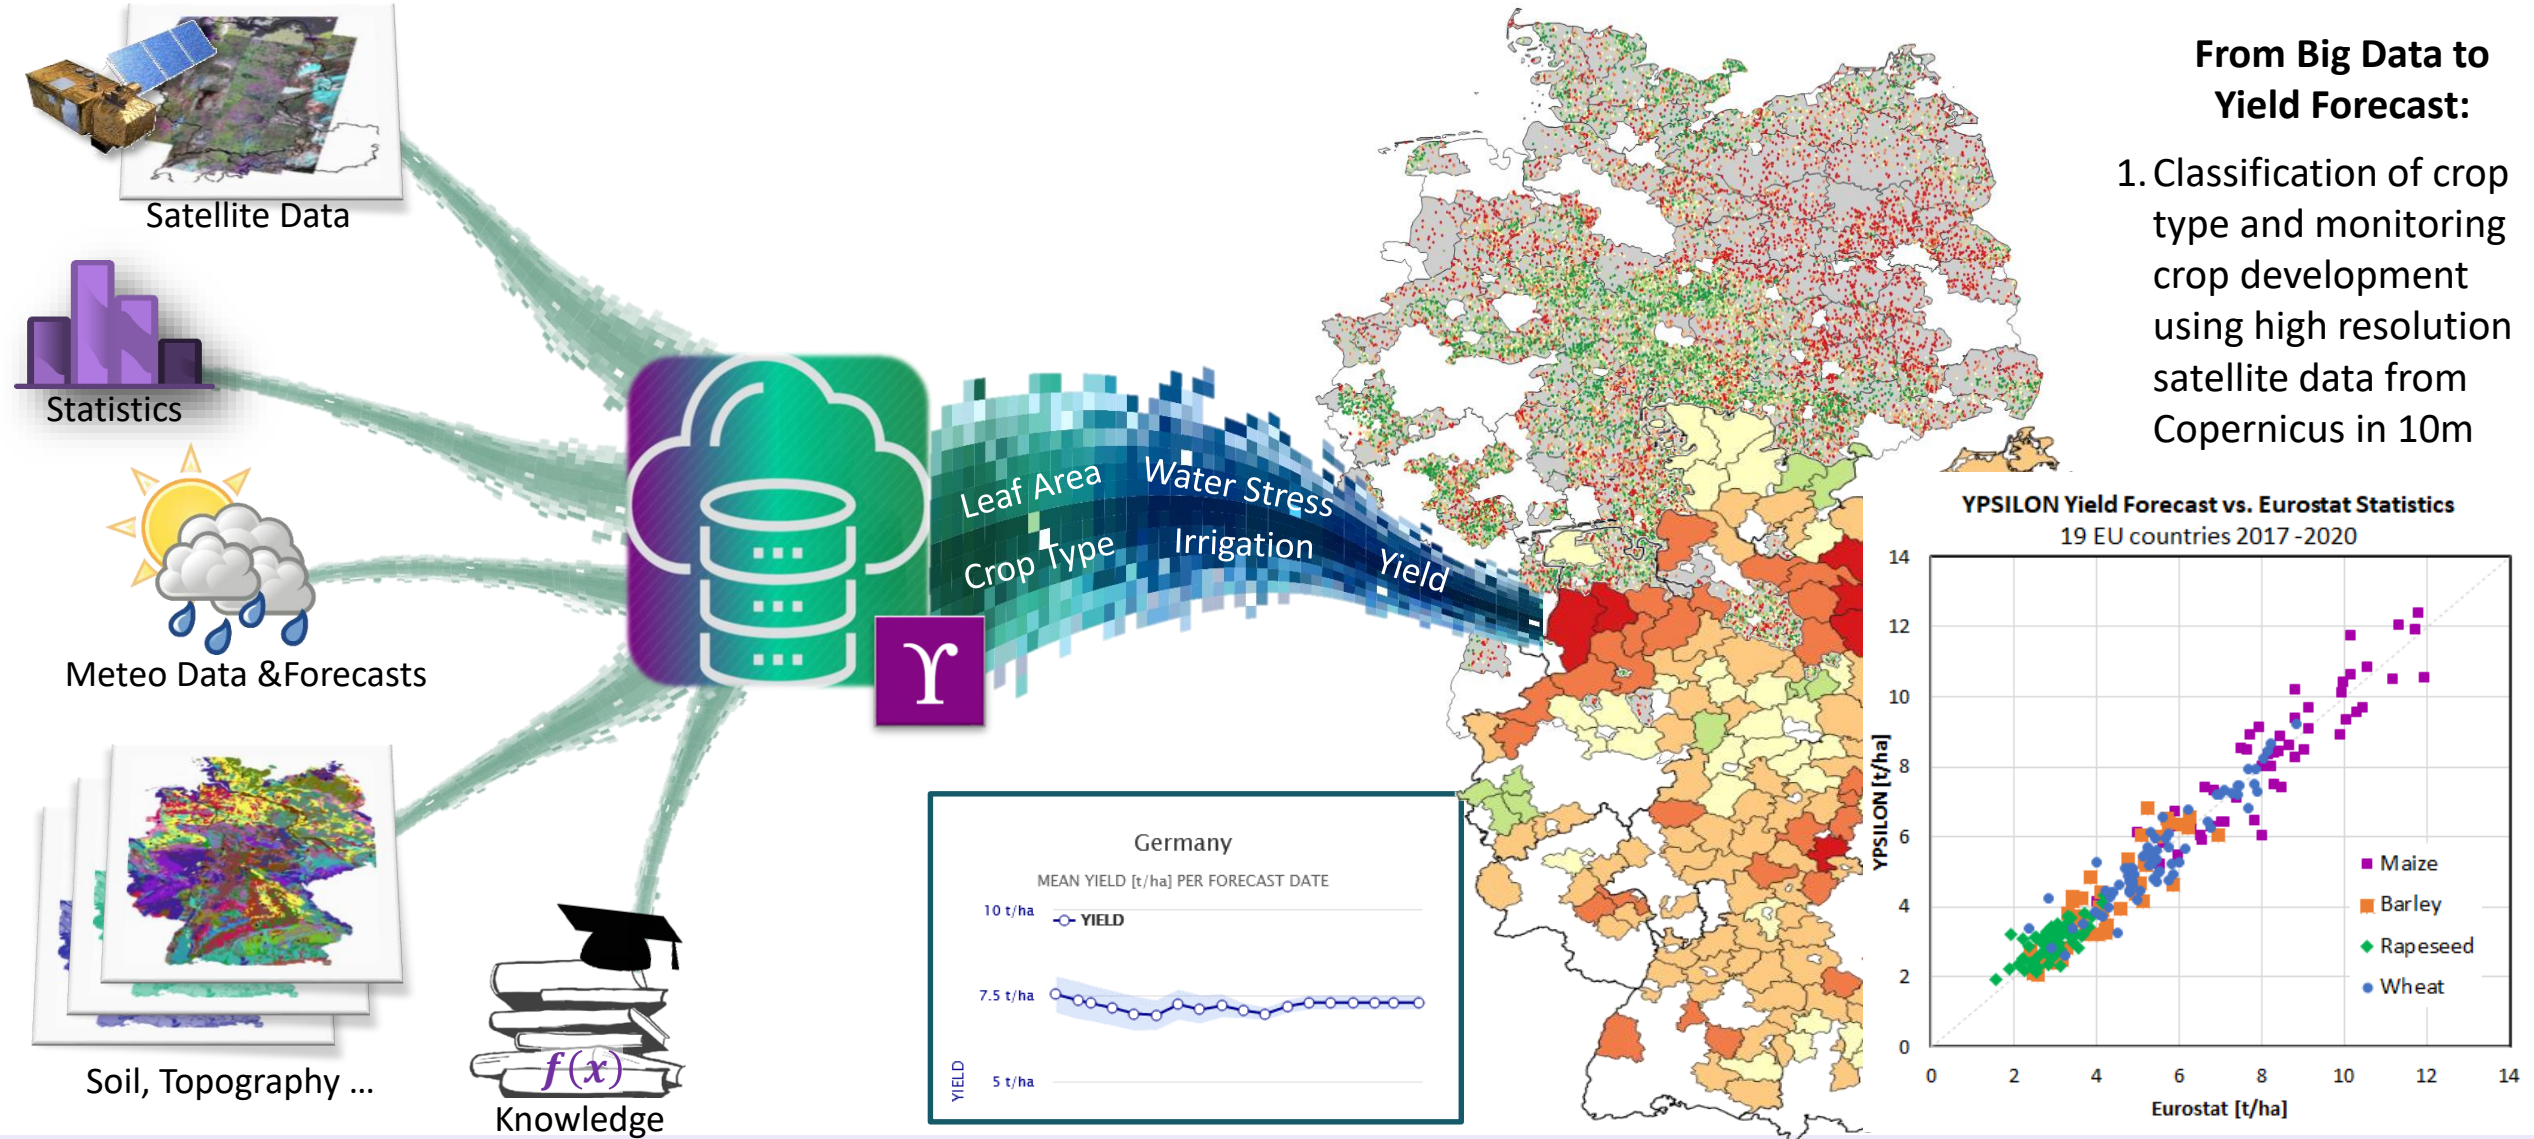 Satellite Data
Statistics
Meteo Data &Forecasts
Soil, Topography ...
f(x)
Knowledge
ϒ
Leaf Area
Water Stress
Crop Type
Irrigation
Yield
Germany
MEAN YIELD [t/ha] PER FORECAST DATE
10 t/ha
YIELD
7.5 t/ha
5 t/ha
YIELD
From Big Data to
Yield Forecast:
1. Classification of crop
type and monitoring
crop development
using high resolution
satellite data from
Copernicus in 10m
YPSILON Yield Forecast vs. Eurostat Statistics
19 EU countries 2017 -2020
14
12
10
8
6
4
2
0
YPSILON [t/ha]
Maize
Barley
Rapeseed
Wheat
0 2 4 6 8 10 12 14
Eurostat [t/ha]